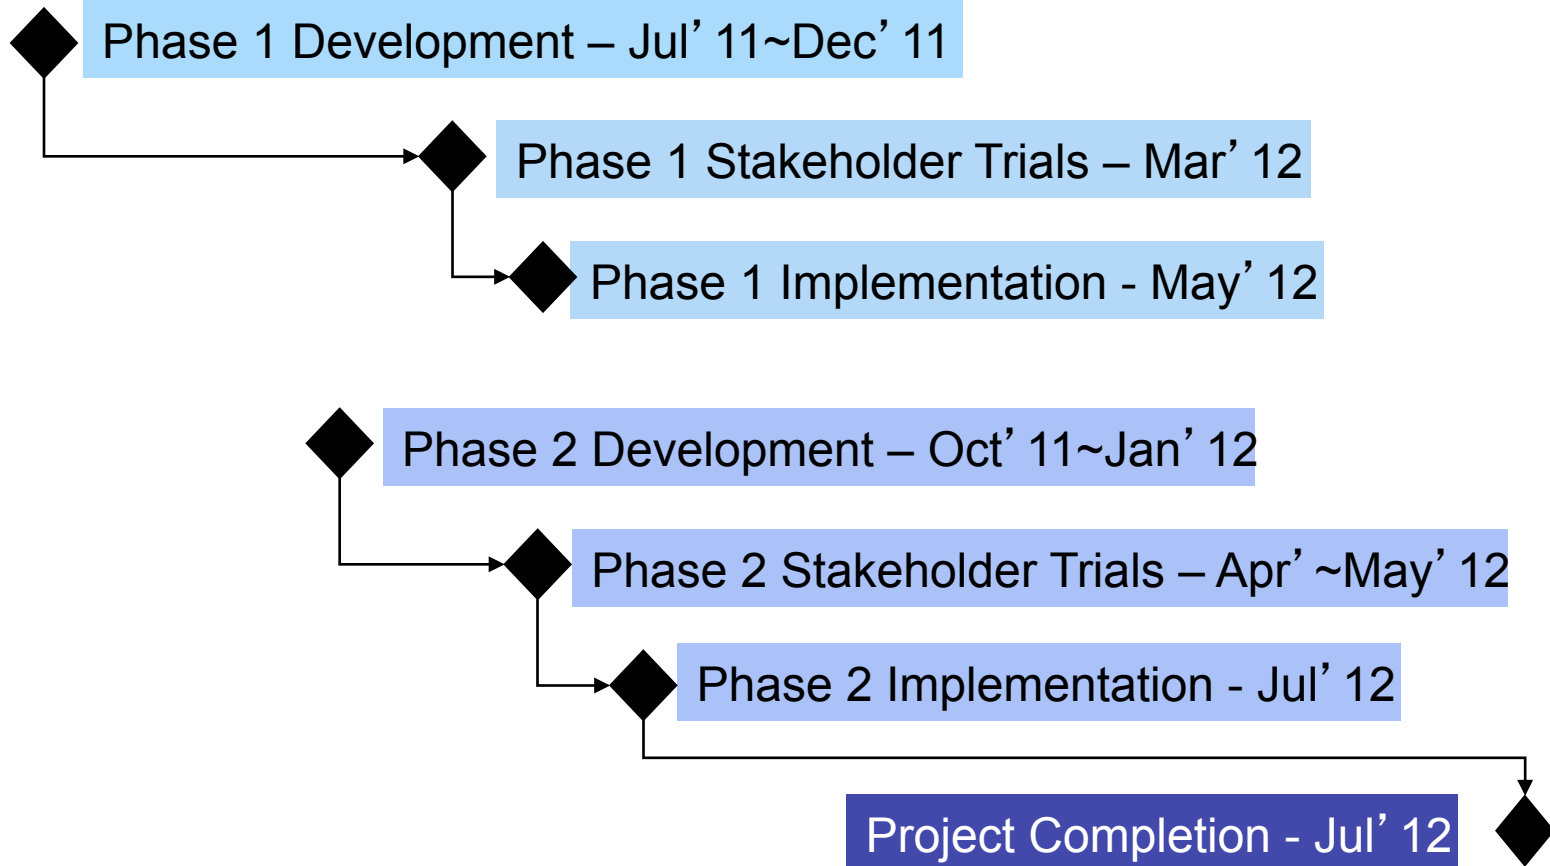 Phase 1 Development – Jul’ 11~Dec’ 11
Phase 1 Stakeholder Trials – Mar’ 12
Phase 1 Implementation - May’ 12
Phase 2 Development – Oct’ 11~Jan’ 12
Phase 2 Stakeholder Trials – Apr’ ~May’ 12
Phase 2 Implementation - Jul’ 12
Project Completion - Jul’ 12